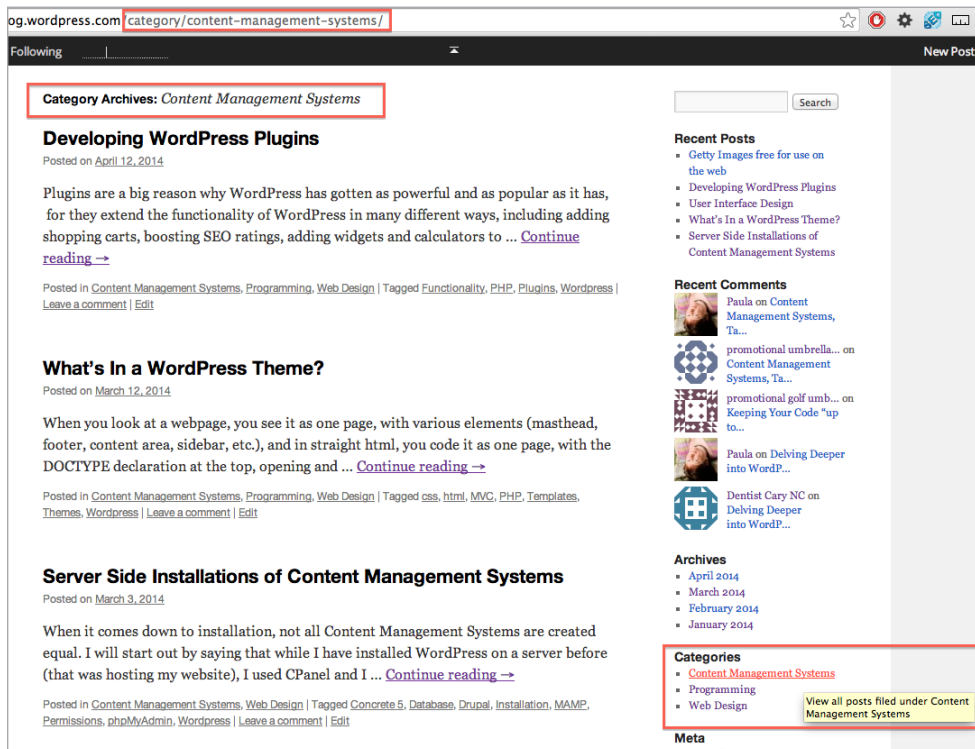 og.wordpress.com/category/content-management-systems/
Following
New Post
Category Archives: Content Management Systems
Developing WordPress Plugins
Posted on April 12, 2014
Plugins are a big reason why WordPress has gotten as powerful and as popular as it has,
for they extend the functionality of WordPress in many different ways, including adding
shopping carts, boosting SEO ratings, adding widgets and calculators to ... Continue
reading →
Posted in Content Management Systems, Programming, Web Design | Tagged Functionality, PHP, Plugins, Wordpress |
Leave a comment | Edit
What's In a WordPress Theme?
Posted on March 12, 2014
When you look at a webpage, you see it as one page, with various elements (masthead,
footer, content area, sidebar, etc.), and in straight html, you code it as one page, with the
DOCTYPE declaration at the top, opening and ... Continue reading →
Posted in Content Management Systems, Programming, Web Design | Tagged css, html, MVC, PHP, Templates,
Themes, Wordpress | Leave a comment | Edit
Server Side Installations of Content Management Systems
Posted on March 3, 2014
When it comes down to installation, not all Content Management Systems are created
equal. I will start out by saying that while I have installed WordPress on a server before
(that was hosting my website), I used CPanel and I ... Continue reading →
Posted in Content Management Systems, Web Design | Tagged Concrete 5, Database, Drupal, Installation, MAMP,
Permissions, phpMyAdmin, Wordpress | Leave a comment | Edit
Search
Recent Posts
Getty Images free for use on
the web
Developing WordPress Plugins
User Interface Design
What's In a WordPress Theme?
Server Side Installations of
Content Management Systems
Recent Comments
Paula on Content
Management Systems,
Ta...
promotional umbrella... on
Content Management
Systems, Ta...
promotional golf umb... on
Keeping Your Code "up
to...
Paula on Delving Deeper
into WordP...
Dentist Cary NC on
Delving Deeper
into WordP...
Archives
April 2014
March 2014
February 2014
January 2014
Categories
Content Management Systems
Programming
Web Design
View all posts filed under Content
Management Systems
Meta